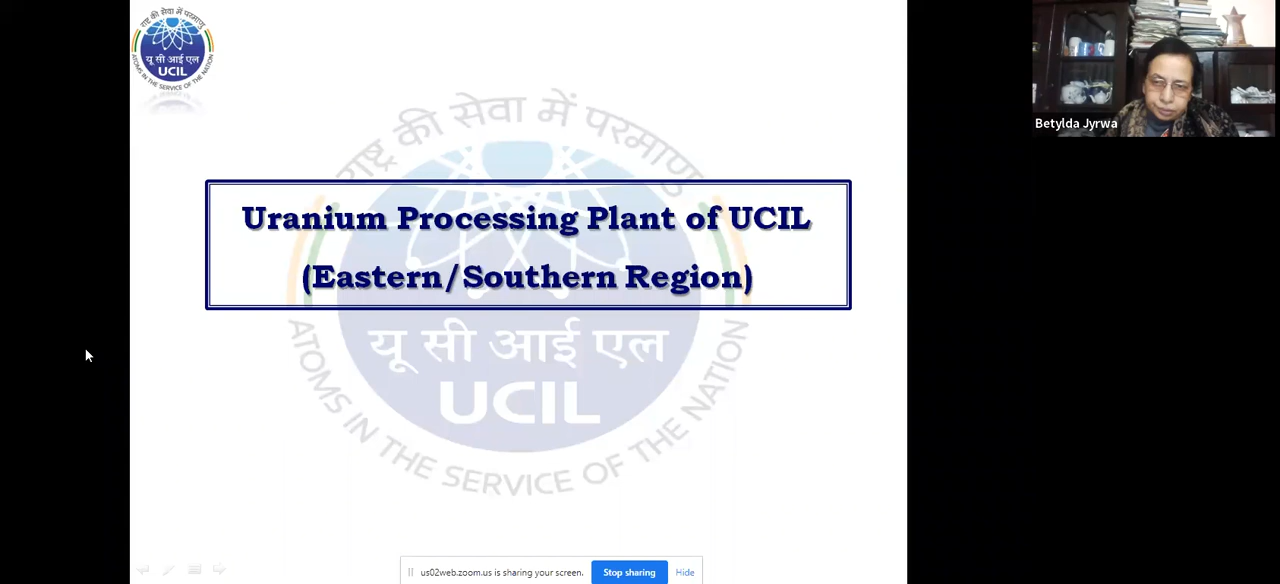 राष्ट्र की सेवा में परमाणु
यू सी आई एल
UCIL
ATOMS IN THE SERVICE OF THE NATION
Betylda Jyrwa
राष्ट्र की सेवा में परमाणु
Uranium Processing Plant of UCIL
(Eastern/Southern Region)
यू सी आई एल
UCIL
ATOMS IN THE SERVICE OF THE NATION
us02web.zoom.us is sharing your screen.
Stop sharing
Hide